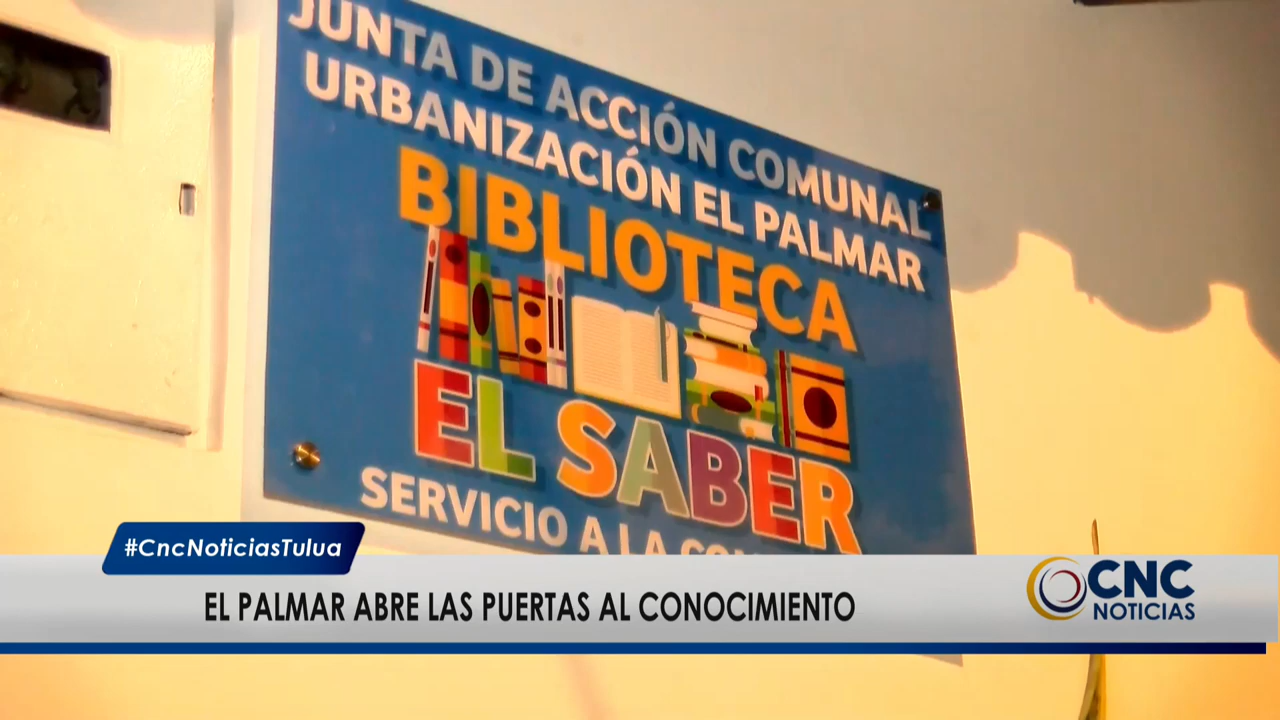 JUNTA DE ACCIÓN COMUNAL
URBANIZACIÓN EL PALMAR
BIBLIOTECA
EL SABER
SERVICIO A LA
#CncNoticiasTulua
EL PALMAR ABRE LAS PUERTAS AL CONOCIMIENTO
CNC
NOTICIAS